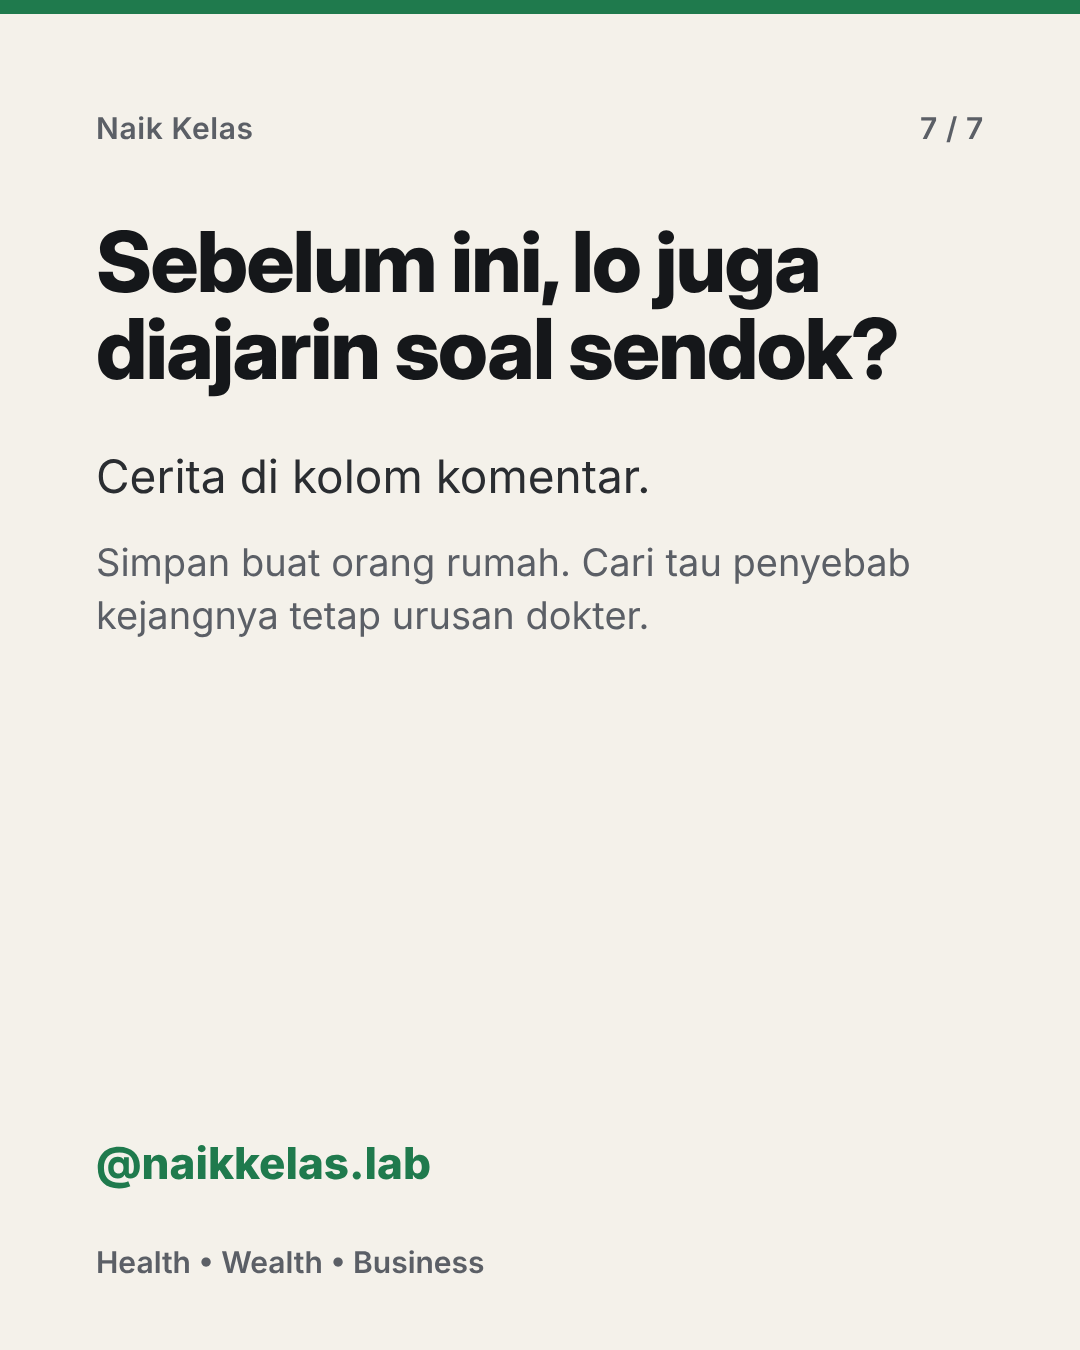 Naik Kelas
7 / 7
Sebelum ini, lo juga
diajarin soal sendok?
Cerita di kolom komentar.
Simpan buat orang rumah. Cari tau penyebab
kejangnya tetap urusan dokter.
@naikkelas.lab
Health • Wealth • Business